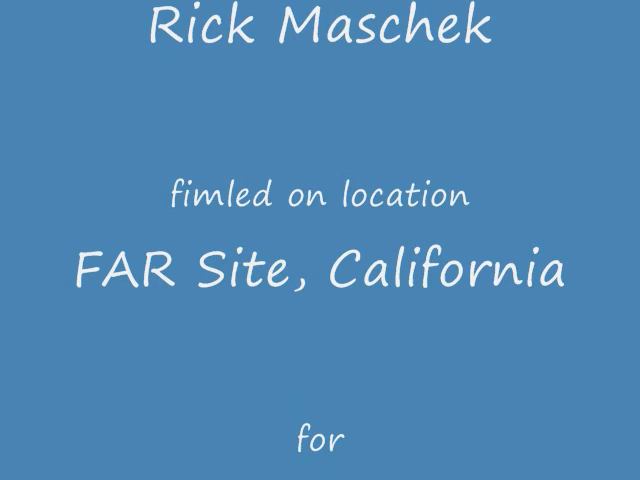 Rick Maschek
fimled on location
FAR Site, California
for